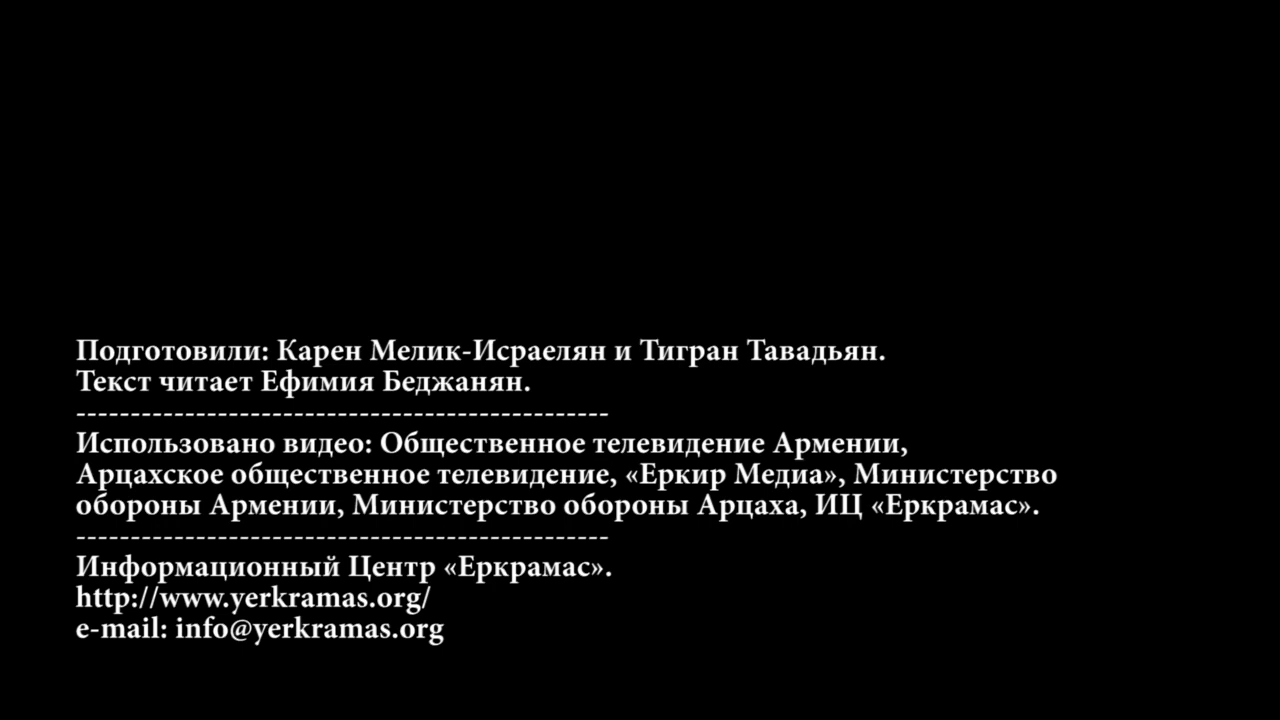 Подготовили: Карен Мелик-Исраелян и Тигран Тавадьян.
Текст читает Ефимия Беджанян.
-------------------------------------------------
Использовано видео: Общественное телевидение Армении,
Арцахское общественное телевидение, «Еркир Медиа», Министерство
обороны Армении, Министерство обороны Арцаха, ИЦ «Еркрамас».
-------------------------------------------------
Информационный Центр «Еркрамас».
http://www.yerkramas.org/
e-mail: info@yerkramas.org